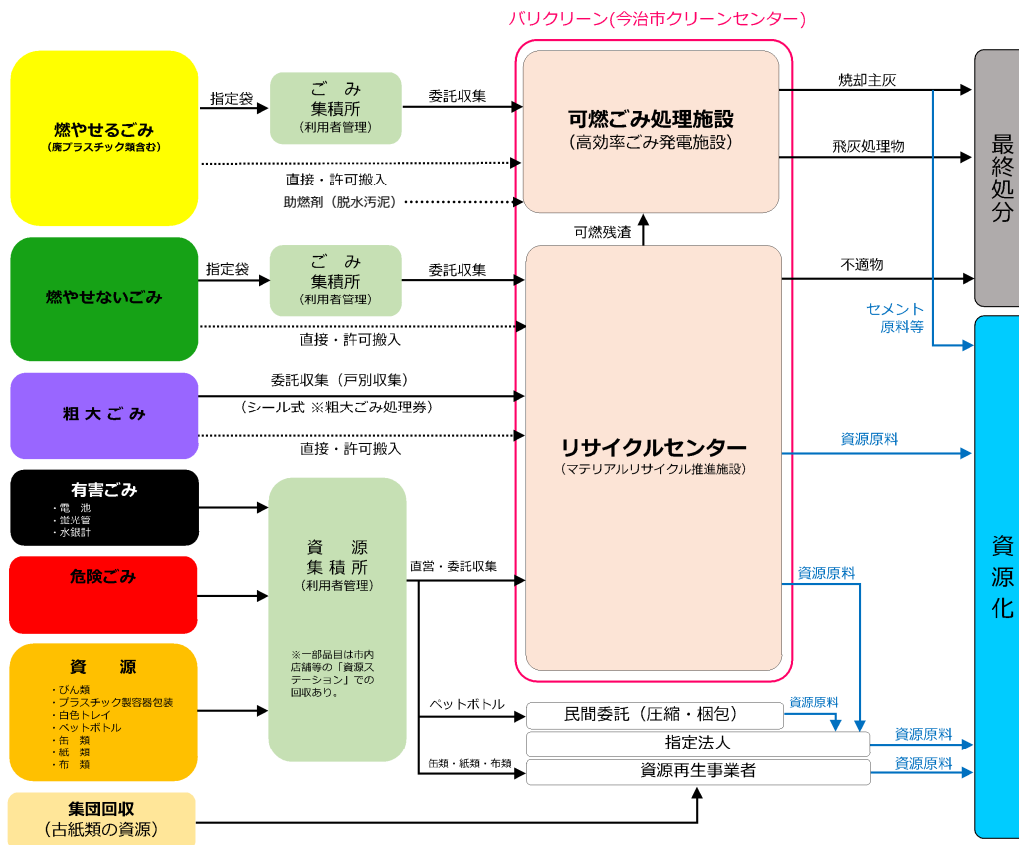 バリクリーン(今治市クリーンセンター)
燃やせるごみ
(廃プラスチック類含む)
指定袋
ご　み
集積所
(利用者管理)
委託収集
直接・許可搬入
助燃剤（脱水汚泥）
可燃ごみ処理施設
(高効率ごみ発電施設)
焼却主灰
飛灰処理物
最終処分
可燃残渣
燃やせないごみ
指定袋
ご　み
集積所
(利用者管理)
委託収集
直接・許可搬入
不適物
セメント
原料等
粗 大 ご み
委託収集（戸別収集）
(シール式 ※粗大ごみ処理券)
直接・許可搬入
リサイクルセンター
(マテリアルリサイクル推進施設)
資源原料
有害ごみ
・電　池
・蛍光管
・水銀計
危険ごみ
資　源
集 積 所
(利用者管理)
※一部品目は市内
店舗等の「資源ス
テーション」での
回収あり。
直営・委託収集
資源原料
資源化
資　源
・びん類
・プラスチック製容器包装
・白色トレイ
・ペットボトル
・缶　類
・紙　類
・布　類
ペットボトル
民間委託（圧縮・梱包）
資源原料
指定法人
資源原料
缶類・紙類・布類
資源再生事業者
資源原料
集団回収
(古紙類の資源)